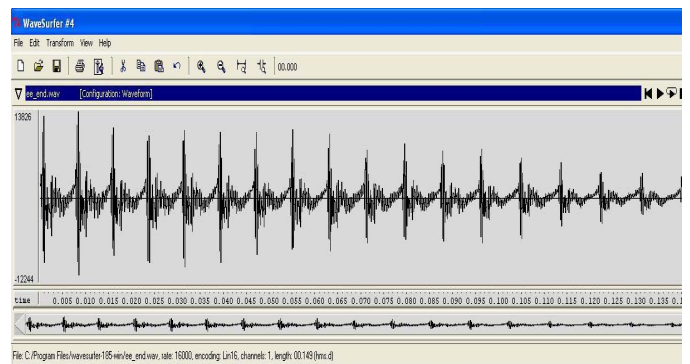 WaveSurfer #4
File Edit Transform View Help
00.000
ee_end.wav [Configuration: Waveform]
13826
-12244
time 0.005 0.010 0.015 0.020 0.025 0.030 0.035 0.040 0.045 0.050 0.055 0.060 0.065 0.070 0.075 0.080 0.085 0.090 0.095 0.100 0.105 0.110 0.115 0.120 0.125 0.130 0.135
File: C:/Program Files/wavesurfer-185-win/ee_end.wav, rate: 16000, encoding: Lin16, channels: 1, length: 00.149 (hms.d)